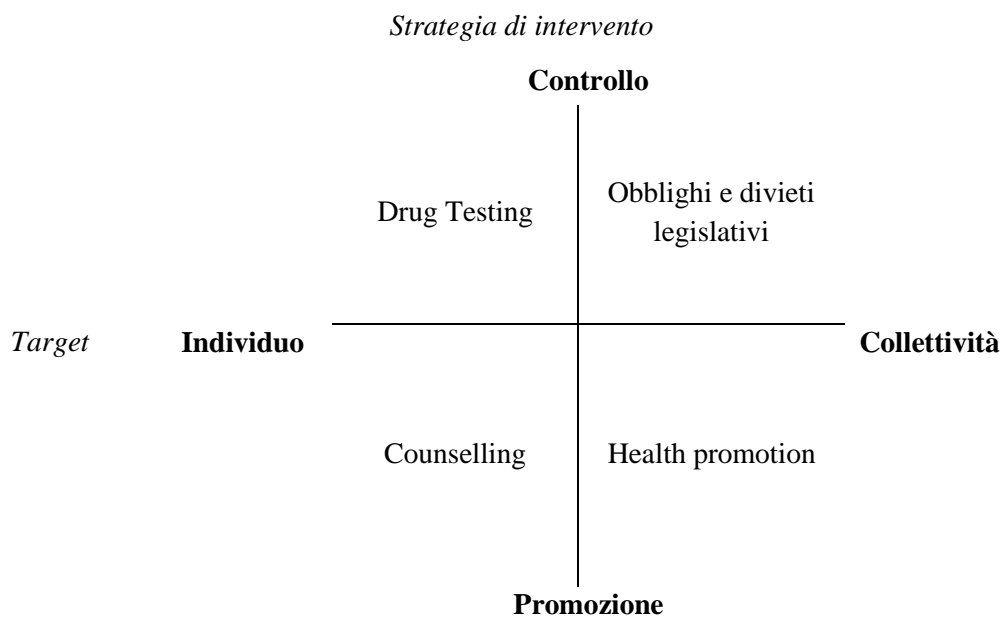 Strategia di intervento
Controllo
Drug Testing
Obblighi e divieti
legislativi
Target
Individuo
Collettività
Counselling
Health promotion
Promozione